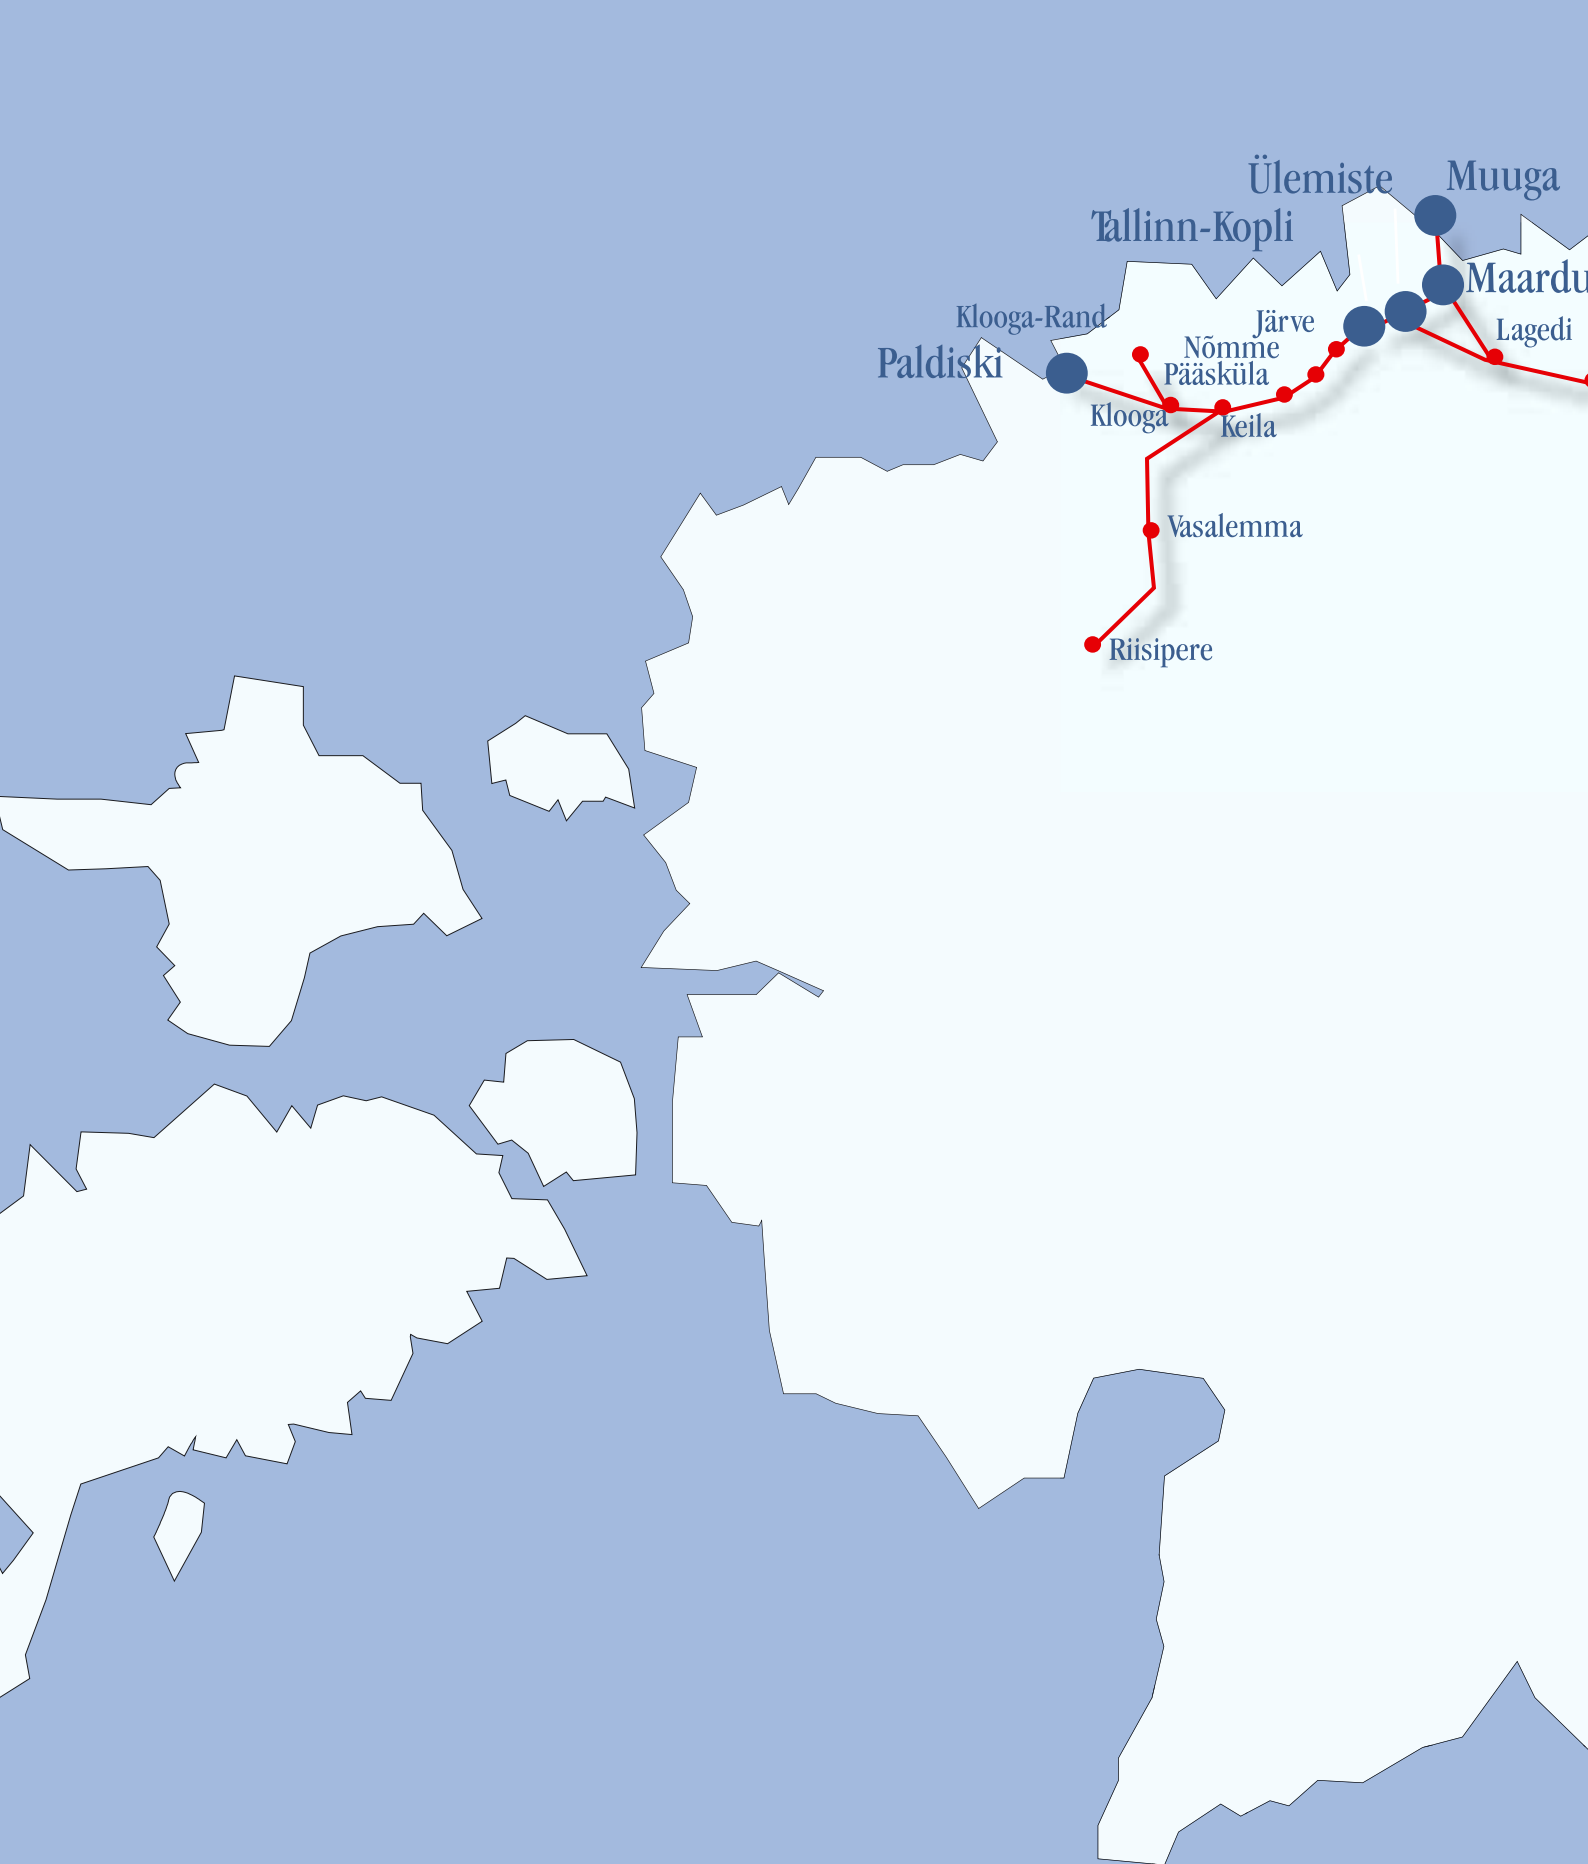 Ülemiste
Muuga
Tallinn-Kopli
Maardu
Klooga-Rand
Järve
Lagedi
Nõmme
Paldiski
Pääsküla
Klooga
Keila
Vasalemma
Riisipere